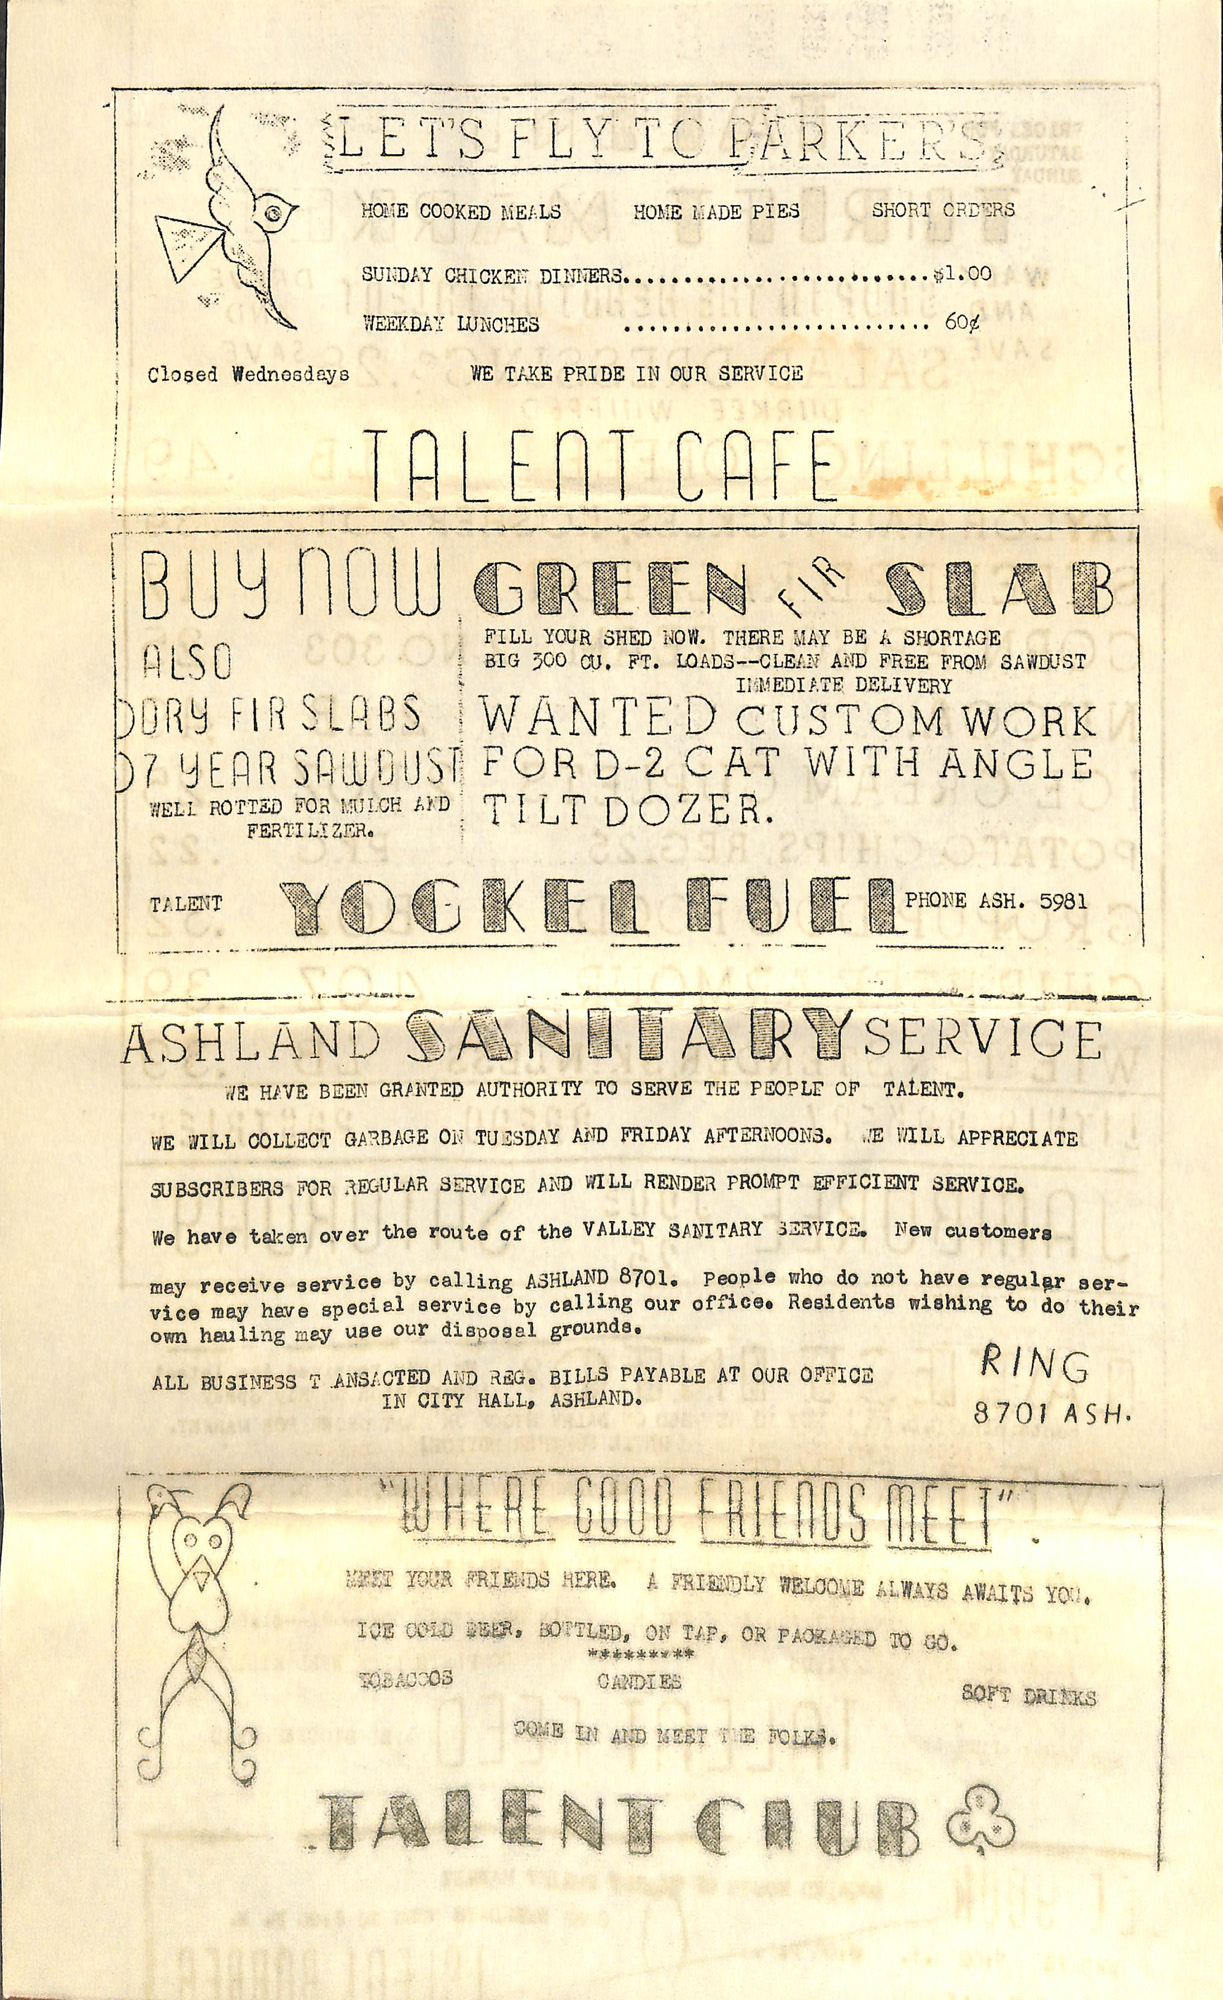 LET'S FLY TO PARKER'S
HOME COOKED MEALS HOME MADE PIES SHORT ORDERS
SUNDAY CHICKEN DINNERS..........................$1.00
WEEKDAY LUNCHES .......................... 60¢
Closed Wednesdays WE TAKE PRIDE IN OUR SERVICE
TALENT CAFE
BUY NOW GREEN FIR SLAB
FILL YOUR SHED NOW. THERE MAY BE A SHORTAGE
BIG 300 CU. FT. LOADS--CLEAN AND FREE FROM SAWDUST
IMMEDIATE DELIVERY
ALSO
DRY FIR SLABS
7 YEAR SAWDUST
WELL ROTTED FOR MULCH AND
FERTILIZER.
WANTED CUSTOM WORK
FOR D-2 CAT WITH ANGLE
TILT DOZER.
TALENT YOCKEL FUEL PHONE ASH. 5981
ASHLAND SANITARY SERVICE
WE HAVE BEEN GRANTED AUTHORITY TO SERVE THE PEOPLE OF TALENT.
WE WILL COLLECT GARBAGE ON TUESDAY AND FRIDAY AFTERNOONS. WE WILL APPRECIATE
SUBSCRIBERS FOR REGULAR SERVICE AND WILL RENDER PROMPT EFFICIENT SERVICE.
We have taken over the route of the VALLEY SANITARY SERVICE. New customers
may receive service by calling ASHLAND 8701. People who do not have regular ser-
vice may have special service by calling our office. Residents wishing to do their
own hauling may use our disposal grounds.
ALL BUSINESS T ANSACTED AND REG. BILLS PAYABLE AT OUR OFFICE
IN CITY HALL, ASHLAND.
RING
8701 ASH.
"WHERE GOOD FRIENDS MEET".
MEET YOUR FRIENDS HERE. A FRIENDLY WELCOME ALWAYS AWAITS YOU.
ICE COLD BEER, BOTTLED, ON TAP, OR PACKAGED TO GO.
*********
TOBACCOS CANDIES SOFT DRINKS
COME IN AND MEET THE FOLKS.
TALENT CLUB